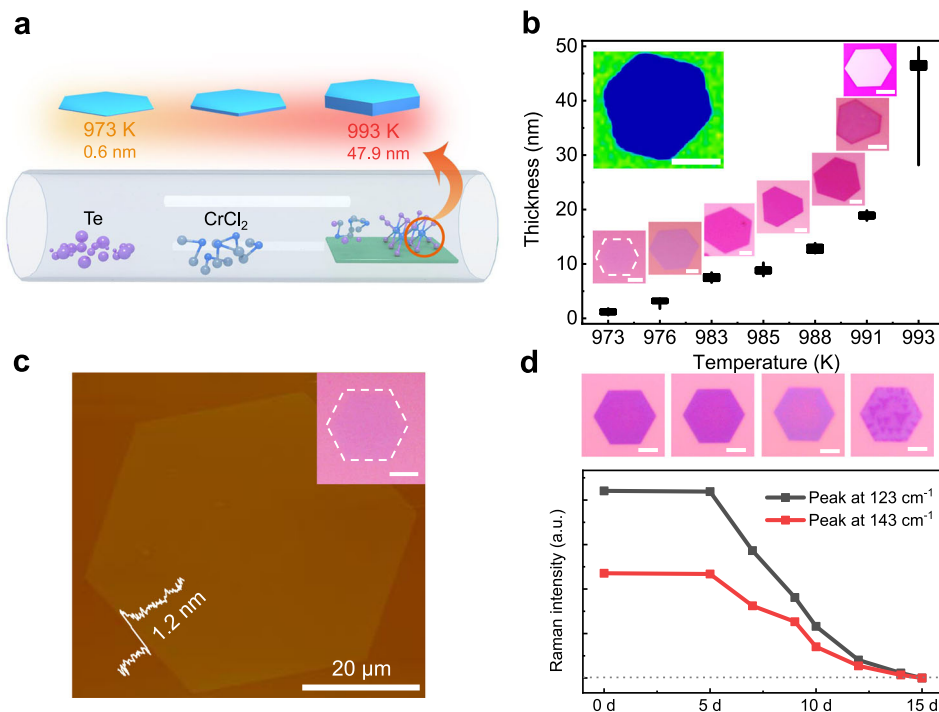 a
973 K
0.6 nm
993 K
47.9 nm
Te
CrCl₂
b
50
40
30
20
10
0
Thickness (nm)
973 976 983 985 988 991 993
Temperature (K)
c
1.2 nm
20 μm
d
Peak at 123 cm⁻¹
Peak at 143 cm⁻¹
Raman intensity (a.u.)
0 d 5 d 10 d 15 d